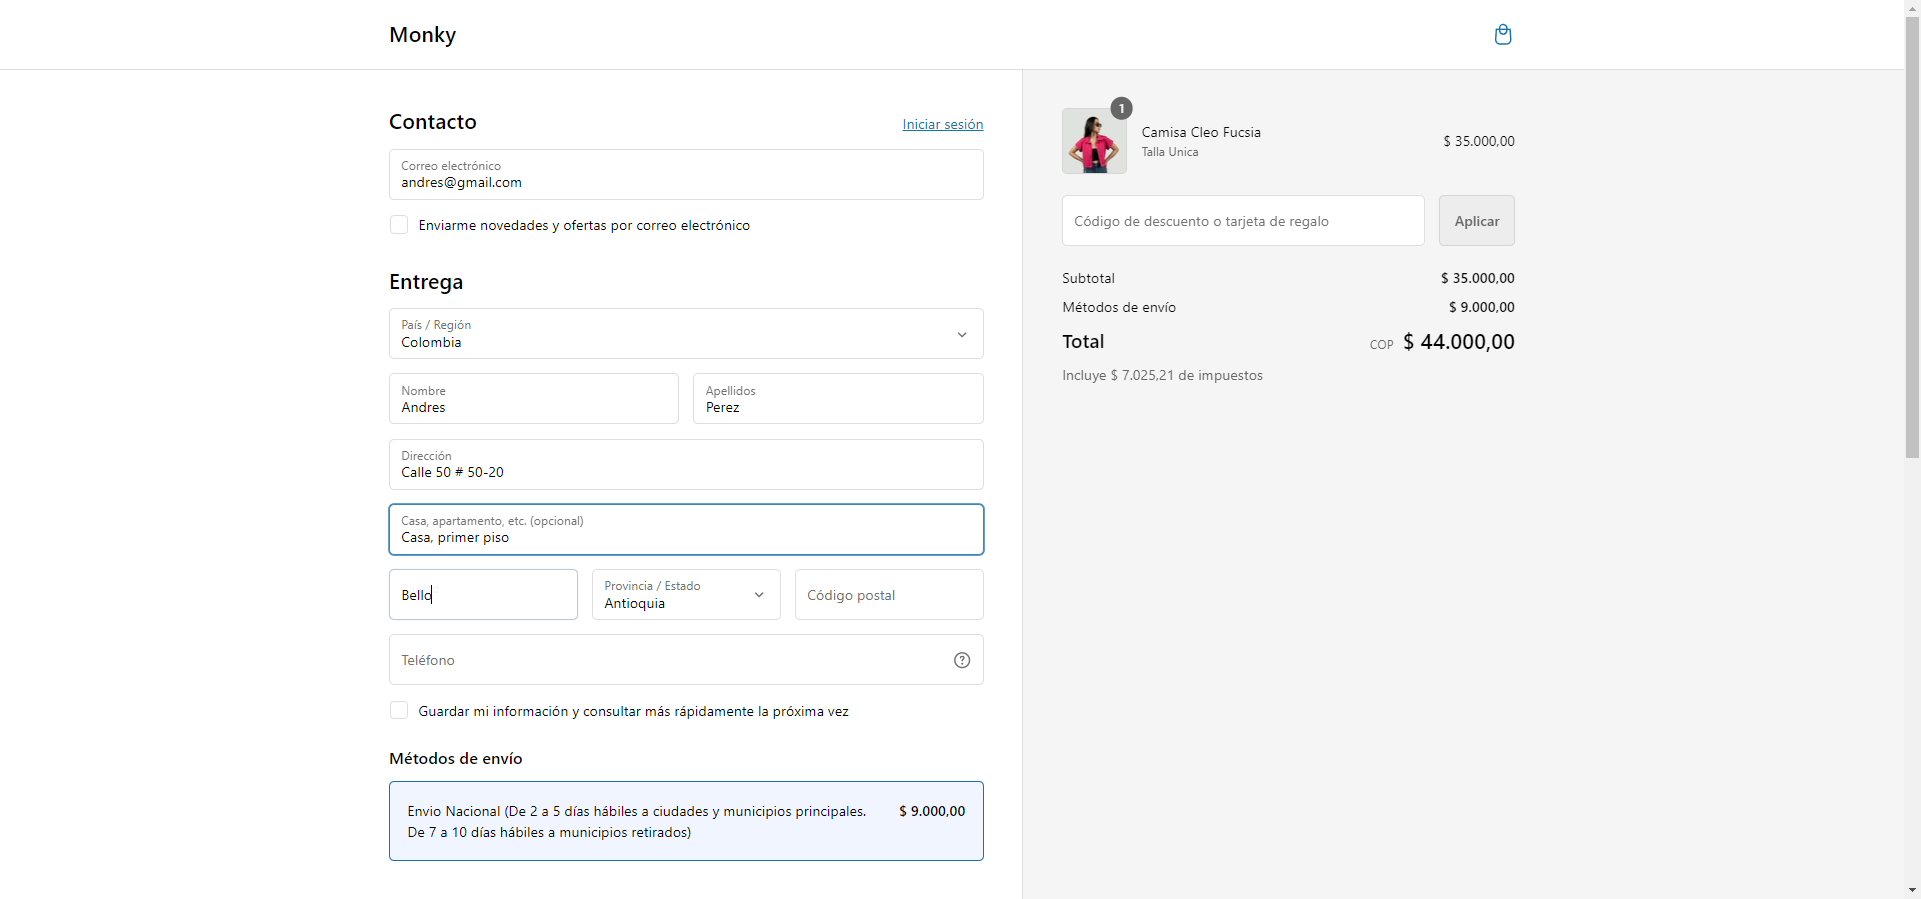 Monky
Contacto
Iniciar sesión
Correo electrónico
andres@gmail.com
Enviarme novedades y ofertas por correo electrónico
Entrega
País / Región
Colombia
Nombre
Andres
Apellidos
Perez
Dirección
Calle 50 # 50-20
Casa, apartamento, etc. (opcional)
Casa, primer piso
Bello
Provincia / Estado
Antioquia
Código postal
Teléfono
Guardar mi información y consultar más rápidamente la próxima vez
Métodos de envío
Envio Nacional (De 2 a 5 días hábiles a ciudades y municipios principales. $ 9.000,00
De 7 a 10 días hábiles a municipios retirados)
1
Camisa Cleo Fucsia
Talla Unica
$ 35.000,00
Código de descuento o tarjeta de regalo
Aplicar
Subtotal $ 35.000,00
Métodos de envío $ 9.000,00
Total COP $ 44.000,00
Incluye $ 7.025,21 de impuestos